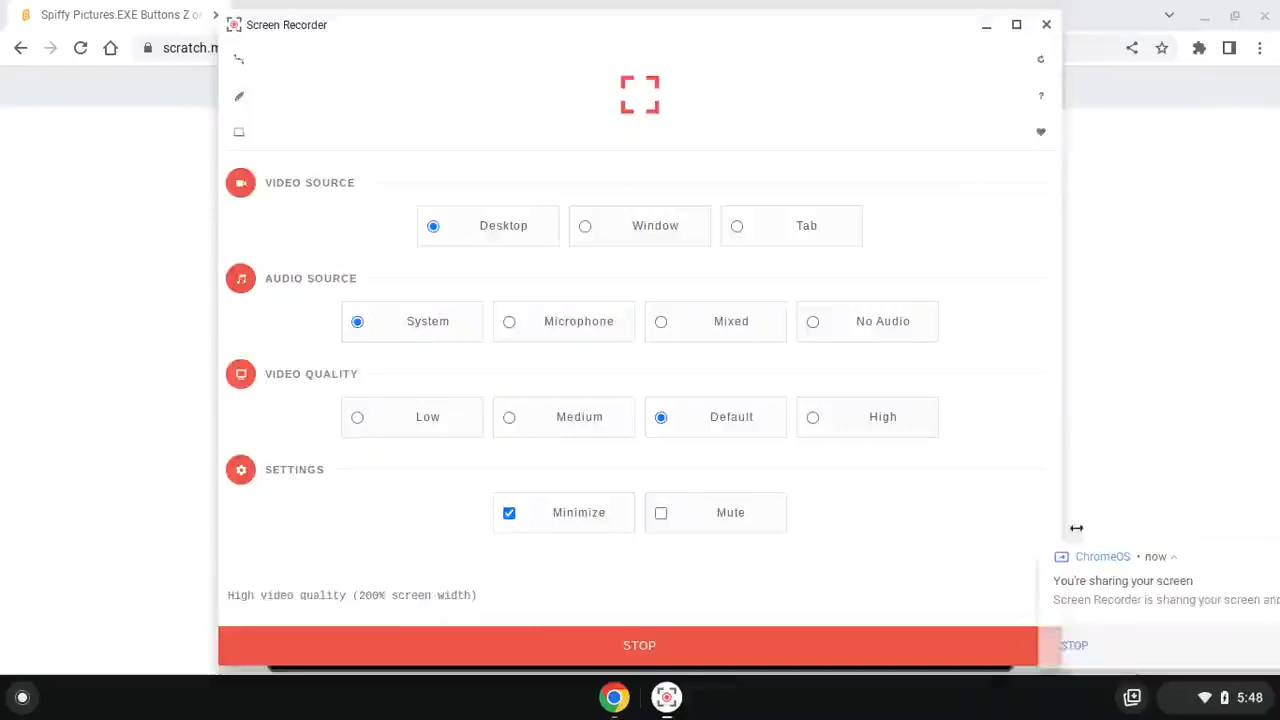 Spiffy Pictures.EXE Buttons Z or
Screen Recorder
scratch.m
?
VIDEO SOURCE
Desktop
Window
Tab
AUDIO SOURCE
System
Microphone
Mixed
No Audio
VIDEO QUALITY
Low
Medium
Default
High
SETTINGS
Minimize
Mute
ChromeOS • now
You're sharing your screen
Screen Recorder is sharing your screen and
High video quality (200% screen width)
STOP
STOP
5:48